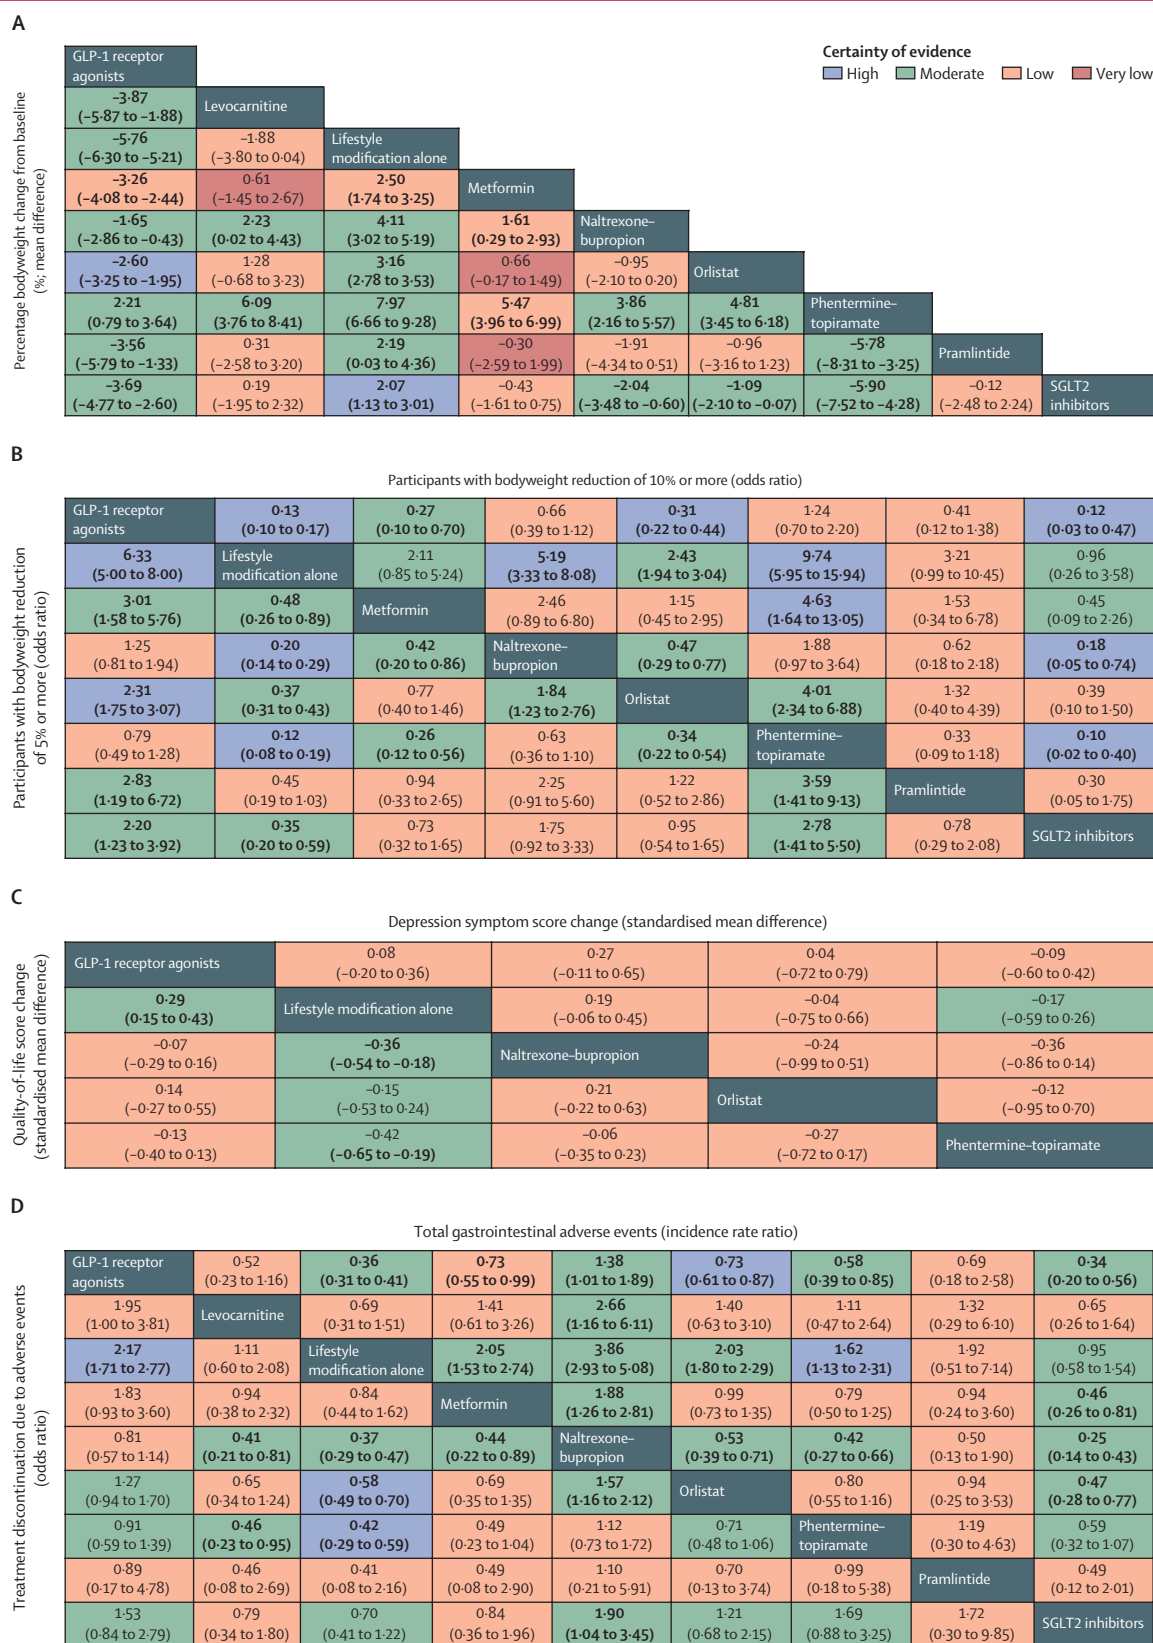 A
Certainty of evidence
High Moderate Low Very low
Percentage bodyweight change from baseline
(%; mean difference)
GLP-1 receptor
agonists
–3·87
(–5·87 to –1·88)
Levocarnitine
–5·76
(–6·30 to –5·21)
–1·88
(–3·80 to 0·04)
Lifestyle
modification alone
–3·26
(–4·08 to –2·44)
0·61
(–1·45 to 2·67)
2·50
(1·74 to 3·25)
Metformin
–1·65
(–2·86 to –0·43)
2·23
(0·02 to 4·43)
4·11
(3·02 to 5·19)
1·61
(0·29 to 2·93)
Naltrexone–
bupropion
–2·60
(–3·25 to –1·95)
1·28
(–0·68 to 3·23)
3·16
(2·78 to 3·53)
0·66
(–0·17 to 1·49)
–0·95
(–2·10 to 0·20)
Orlistat
2·21
(0·79 to 3·64)
6·09
(3·76 to 8·41)
7·97
(6·66 to 9·28)
5·47
(3·96 to 6·99)
3·86
(2·16 to 5·57)
4·81
(3·45 to 6·18)
Phentermine–
topiramate
–3·56
(–5·79 to –1·33)
0·31
(–2·58 to 3·20)
2·19
(0·03 to 4·36)
–0·30
(–2·59 to 1·99)
–1·91
(–4·34 to 0·51)
–0·96
(–3·16 to 1·23)
–5·78
(–8·31 to –3·25)
Pramlintide
–3·69
(–4·77 to –2·60)
0·19
(–1·95 to 2·32)
2·07
(1·13 to 3·01)
–0·43
(–1·61 to 0·75)
–2·04
(–3·48 to –0·60)
–1·09
(–2·10 to –0·07)
–5·90
(–7·52 to –4·28)
–0·12
(–2·48 to 2·24)
SGLT2
inhibitors
B
Participants with bodyweight reduction of 10% or more (odds ratio)
Participants with bodyweight reduction
of 5% or more (odds ratio)
GLP-1 receptor
agonists
0·13
(0·10 to 0·17)
0·27
(0·10 to 0·70)
0·66
(0·39 to 1·12)
0·31
(0·22 to 0·44)
1·24
(0·70 to 2·20)
0·41
(0·12 to 1·38)
0·12
(0·03 to 0·47)
6·33
(5·00 to 8·00)
Lifestyle
modification alone
2·11
(0·85 to 5·24)
5·19
(3·33 to 8·08)
2·43
(1·94 to 3·04)
9·74
(5·95 to 15·94)
3·21
(0·99 to 10·45)
0·96
(0·26 to 3·58)
3·01
(1·58 to 5·76)
0·48
(0·26 to 0·89)
Metformin
2·46
(0·89 to 6·80)
1·15
(0·45 to 2·95)
4·63
(1·64 to 13·05)
1·53
(0·34 to 6·78)
0·45
(0·09 to 2·26)
1·25
(0·81 to 1·94)
0·20
(0·14 to 0·29)
0·42
(0·20 to 0·86)
Naltrexone–
bupropion
0·47
(0·29 to 0·77)
1·88
(0·97 to 3·64)
0·62
(0·18 to 2·18)
0·18
(0·05 to 0·74)
2·31
(1·75 to 3·07)
0·37
(0·31 to 0·43)
0·77
(0·40 to 1·46)
1·84
(1·23 to 2·76)
Orlistat
4·01
(2·34 to 6·88)
1·32
(0·40 to 4·39)
0·39
(0·10 to 1·50)
0·79
(0·49 to 1·28)
0·12
(0·08 to 0·19)
0·26
(0·12 to 0·56)
0·63
(0·36 to 1·10)
0·34
(0·22 to 0·54)
Phentermine–
topiramate
0·33
(0·09 to 1·18)
0·10
(0·02 to 0·40)
2·83
(1·19 to 6·72)
0·45
(0·19 to 1·03)
0·94
(0·33 to 2·65)
2·25
(0·91 to 5·60)
1·22
(0·52 to 2·86)
3·59
(1·41 to 9·13)
Pramlintide
0·30
(0·05 to 1·75)
2·20
(1·23 to 3·92)
0·35
(0·20 to 0·59)
0·73
(0·32 to 1·65)
1·75
(0·92 to 3·33)
0·95
(0·54 to 1·65)
2·78
(1·41 to 5·50)
0·78
(0·29 to 2·08)
SGLT2 inhibitors
C
Depression symptom score change (standardised mean difference)
Quality-of-life score change
(standardised mean difference)
GLP-1 receptor agonists
0·08
(–0·20 to 0·36)
0·27
(–0·11 to 0·65)
0·04
(–0·72 to 0·79)
–0·09
(–0·60 to 0·42)
0·29
(0·15 to 0·43)
Lifestyle modification alone
0·19
(–0·06 to 0·45)
–0·04
(–0·75 to 0·66)
–0·17
(–0·59 to 0·26)
–0·07
(–0·29 to 0·16)
–0·36
(–0·54 to –0·18)
Naltrexone–bupropion
–0·24
(–0·99 to 0·51)
–0·36
(–0·86 to 0·14)
0·14
(–0·27 to 0·55)
–0·15
(–0·53 to 0·24)
0·21
(–0·22 to 0·63)
Orlistat
–0·12
(–0·95 to 0·70)
–0·13
(–0·40 to 0·13)
–0·42
(–0·65 to –0·19)
–0·06
(–0·35 to 0·23)
–0·27
(–0·72 to 0·17)
Phentermine–topiramate
D
Total gastrointestinal adverse events (incidence rate ratio)
Treatment discontinuation due to adverse events
(odds ratio)
GLP-1 receptor
agonists
0·52
(0·23 to 1·16)
0·36
(0·31 to 0·41)
0·73
(0·55 to 0·99)
1·38
(1·01 to 1·89)
0·73
(0·61 to 0·87)
0·58
(0·39 to 0·85)
0·69
(0·18 to 2·58)
0·34
(0·20 to 0·56)
1·95
(1·00 to 3·81)
Levocarnitine
0·69
(0·31 to 1·51)
1·41
(0·61 to 3·26)
2·66
(1·16 to 6·11)
1·40
(0·63 to 3·10)
1·11
(0·47 to 2·64)
1·32
(0·29 to 6·10)
0·65
(0·26 to 1·64)
2·17
(1·71 to 2·77)
1·11
(0·60 to 2·08)
Lifestyle
modification alone
2·05
(1·53 to 2·74)
3·86
(2·93 to 5·08)
2·03
(1·80 to 2·29)
1·62
(1·13 to 2·31)
1·92
(0·51 to 7·14)
0·95
(0·58 to 1·54)
1·83
(0·93 to 3·60)
0·94
(0·38 to 2·32)
0·84
(0·44 to 1·62)
Metformin
1·88
(1·26 to 2·81)
0·99
(0·73 to 1·35)
0·79
(0·50 to 1·25)
0·94
(0·24 to 3·60)
0·46
(0·26 to 0·81)
0·81
(0·57 to 1·14)
0·41
(0·21 to 0·81)
0·37
(0·29 to 0·47)
0·44
(0·22 to 0·89)
Naltrexone–
bupropion
0·53
(0·39 to 0·71)
0·42
(0·27 to 0·66)
0·50
(0·13 to 1·90)
0·25
(0·14 to 0·43)
1·27
(0·94 to 1·70)
0·65
(0·34 to 1·24)
0·58
(0·49 to 0·70)
0·69
(0·35 to 1·35)
1·57
(1·16 to 2·12)
Orlistat
0·80
(0·55 to 1·16)
0·94
(0·25 to 3·53)
0·47
(0·28 to 0·77)
0·91
(0·59 to 1·39)
0·46
(0·23 to 0·95)
0·42
(0·29 to 0·59)
0·49
(0·23 to 1·04)
1·12
(0·73 to 1·72)
0·71
(0·48 to 1·06)
Phentermine–
topiramate
1·19
(0·30 to 4·63)
0·59
(0·32 to 1·07)
0·89
(0·17 to 4·78)
0·46
(0·08 to 2·69)
0·41
(0·08 to 2·16)
0·49
(0·08 to 2·90)
1·10
(0·21 to 5·91)
0·70
(0·13 to 3·74)
0·99
(0·18 to 5·38)
Pramlintide
0·49
(0·12 to 2·01)
1·53
(0·84 to 2·79)
0·79
(0·34 to 1·80)
0·70
(0·41 to 1·22)
0·84
(0·36 to 1·96)
1·90
(1·04 to 3·45)
1·21
(0·68 to 2·15)
1·69
(0·88 to 3·25)
1·72
(0·30 to 9·85)
SGLT2 inhibitors